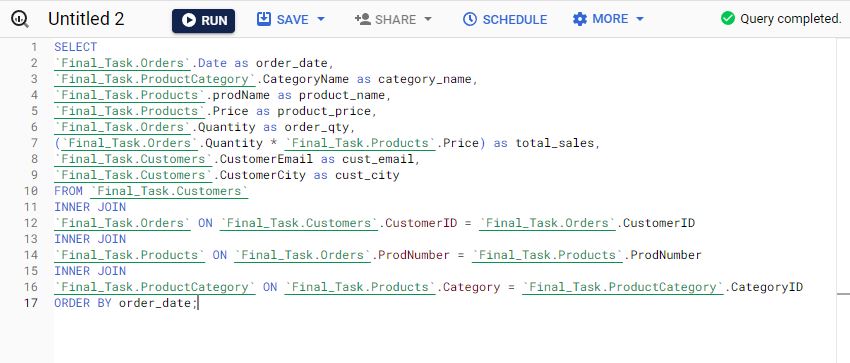 Untitled 2 RUN SAVE SHARE SCHEDULE MORE Query completed.
1 SELECT
2 `Final_Task.Orders`.Date as order_date,
3 `Final_Task.ProductCategory`.CategoryName as category_name,
4 `Final_Task.Products`.prodName as product_name,
5 `Final_Task.Products`.Price as product_price,
6 `Final_Task.Orders`.Quantity as order_qty,
7 (`Final_Task.Orders`.Quantity * `Final_Task.Products`.Price) as total_sales,
8 `Final_Task.Customers`.CustomerEmail as cust_email,
9 `Final_Task.Customers`.CustomerCity as cust_city
10 FROM `Final_Task.Customers`
11 INNER JOIN
12 `Final_Task.Orders` ON `Final_Task.Customers`.CustomerID = `Final_Task.Orders`.CustomerID
13 INNER JOIN
14 `Final_Task.Products` ON `Final_Task.Orders`.ProdNumber = `Final_Task.Products`.ProdNumber
15 INNER JOIN
16 `Final_Task.ProductCategory` ON `Final_Task.Products`.Category = `Final_Task.ProductCategory`.CategoryID
17 ORDER BY order_date;